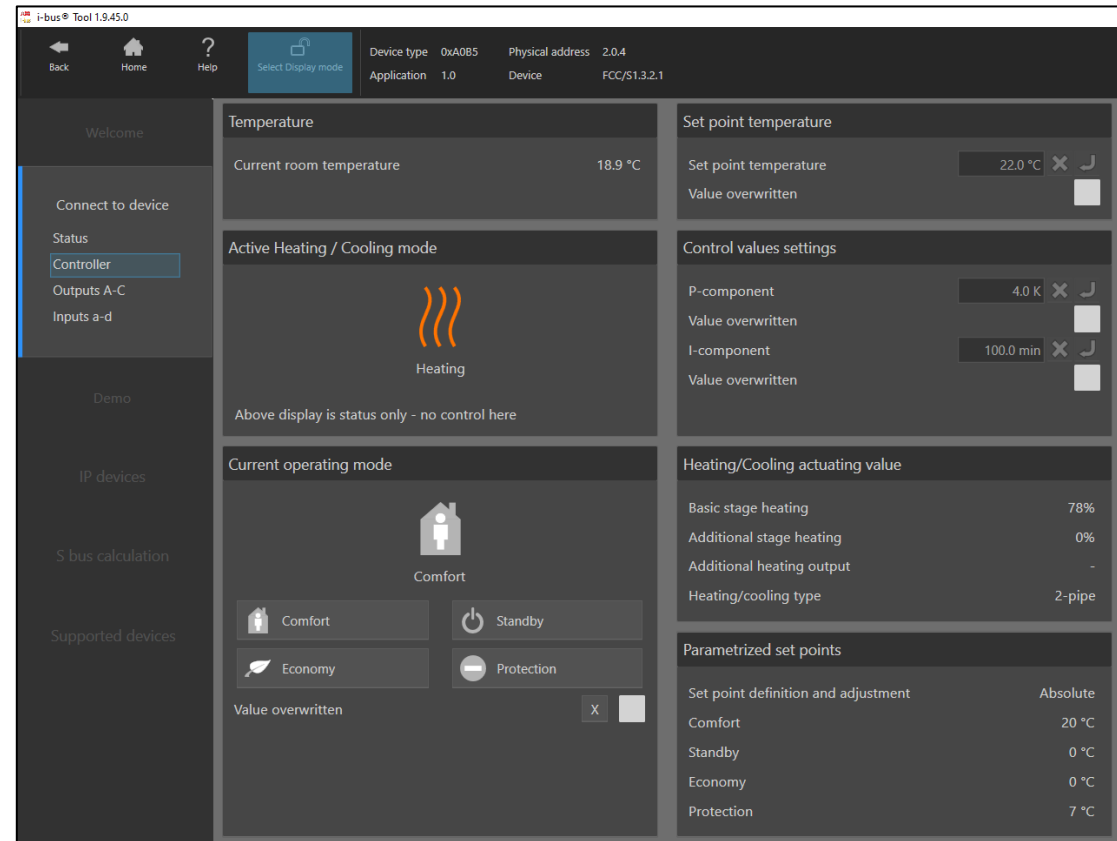 i-bus® Tool 1.9.45.0
Back
Home
Help
Select Display mode
Device type 0xA0B5 Physical address 2.0.4
Application 1.0 Device FCC/S1.3.2.1
Welcome
Connect to device
Status
Controller
Outputs A-C
Inputs a-d
Demo
IP devices
S bus calculation
Supported devices
Temperature
Current room temperature 18.9 °C
Active Heating / Cooling mode
Heating
Above display is status only - no control here
Current operating mode
Comfort
Comfort
Standby
Economy
Protection
Value overwritten X
Set point temperature
Set point temperature 22.0 °C
Value overwritten
Control values settings
P-component 4.0 K
Value overwritten
I-component 100.0 min
Value overwritten
Heating/Cooling actuating value
Basic stage heating 78%
Additional stage heating 0%
Additional heating output -
Heating/cooling type 2-pipe
Parametrized set points
Set point definition and adjustment Absolute
Comfort 20 °C
Standby 0 °C
Economy 0 °C
Protection 7 °C